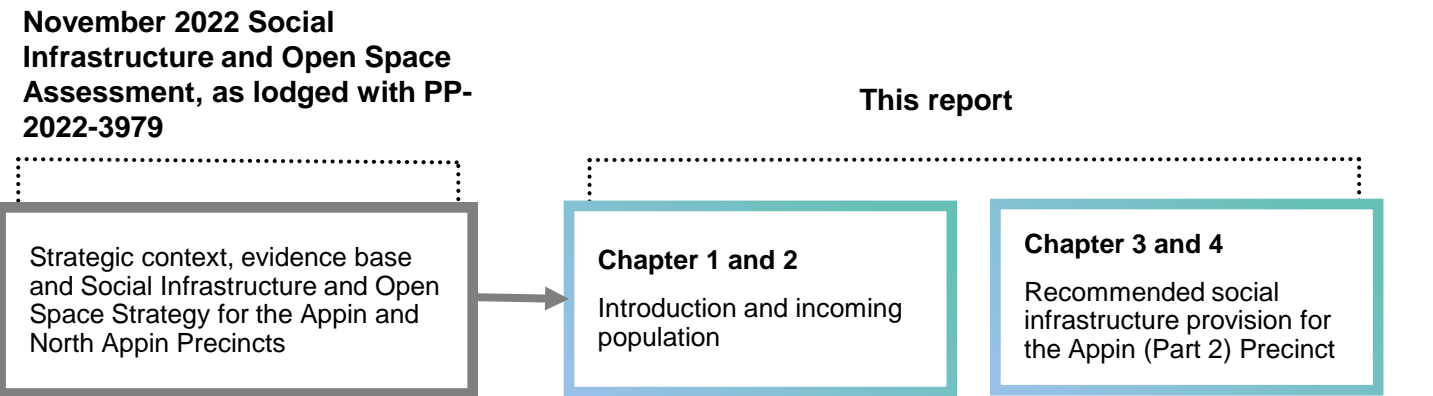 November 2022 Social
Infrastructure and Open Space
Assessment, as lodged with PP-
2022-3979
This report
Strategic context, evidence base
and Social Infrastructure and Open
Space Strategy for the Appin and
North Appin Precincts
Chapter 1 and 2
Introduction and incoming
population
Chapter 3 and 4
Recommended social
infrastructure provision for
the Appin (Part 2) Precinct